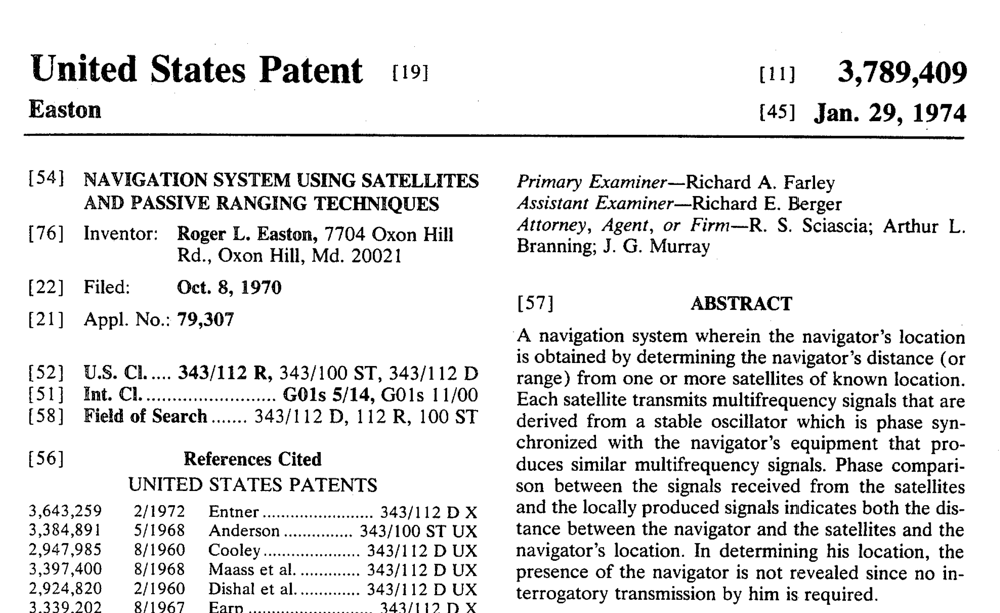 United States Patent [19]
Easton
[11] 3,789,409
[45] Jan. 29, 1974
[54] NAVIGATION SYSTEM USING SATELLITES
AND PASSIVE RANGING TECHNIQUES
[76] Inventor: Roger L. Easton, 7704 Oxon Hill
Rd., Oxon Hill, Md. 20021
[22] Filed: Oct. 8, 1970
[21] Appl. No.: 79,307
[52] U.S. Cl..... 343/112 R, 343/100 ST, 343/112 D
[51] Int. Cl......................... G01s 5/14, G01s 11/00
[58] Field of Search....... 343/112 D, 112 R, 100 ST
[56] References Cited
UNITED STATES PATENTS
3,643,259 2/1972 Entner........................ 343/112 D X
3,384,891 5/1968 Anderson............... 343/100 ST UX
2,947,985 8/1960 Cooley..................... 343/112 D UX
3,397,400 8/1968 Maass et al.............. 343/112 D UX
2,924,820 2/1960 Dishal et al.............. 343/112 D UX
3,339,202 8/1967 Earp ........................... 343/112 D X
Primary Examiner—Richard A. Farley
Assistant Examiner—Richard E. Berger
Attorney, Agent, or Firm—R. S. Sciascia; Arthur L.
Branning; J. G. Murray
[57] ABSTRACT
A navigation system wherein the navigator's location
is obtained by determining the navigator's distance (or
range) from one or more satellites of known location.
Each satellite transmits multifrequency signals that are
derived from a stable oscillator which is phase syn-
chronized with the navigator's equipment that pro-
duces similar multifrequency signals. Phase compari-
son between the signals received from the satellites
and the locally produced signals indicates both the dis-
tance between the navigator and the satellites and the
navigator's location. In determining his location, the
presence of the navigator is not revealed since no in-
terrogatory transmission by him is required.